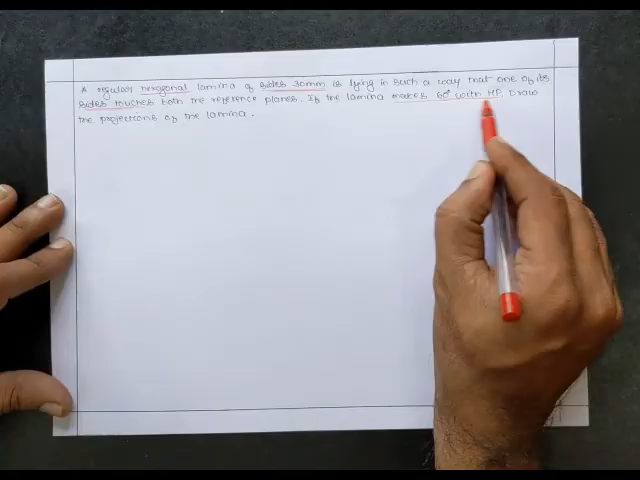 A regular hexagonal lamina of sides 30mm is lying in such a way that one of its
sides touches both the reference planes. If the lamina makes 60° with HP. Draw
the projections of the lamina.